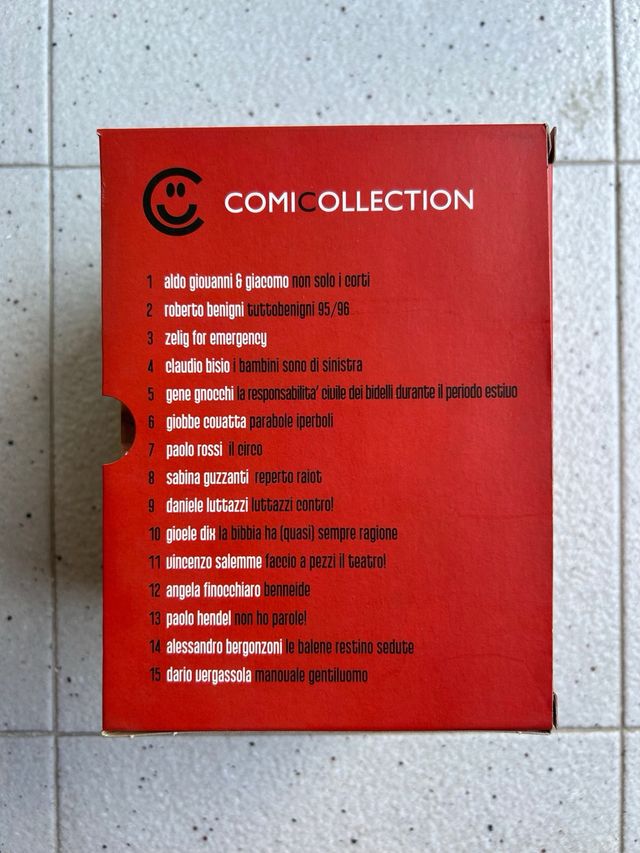 COMICOLLECTION
1 aldo giovanni & giacomo non solo i corti
2 roberto benigni tuttobenigni 95/96
3 zelig for emergency
4 claudio bisio i bambini sono di sinistra
5 gene gnocchi la responsabilita' civile dei bidelli durante il periodo estivo
6 giobbe covatta parabole iperboli
7 paolo rossi il circo
8 sabina guzzanti reperto raiot
9 daniele luttazzi luttazzi contro!
10 gioele dix la bibbia ha (quasi) sempre ragione
11 vincenzo salemme faccio a pezzi il teatro!
12 angela finocchiaro benneide
13 paolo hendel non ho parole!
14 alessandro bergonzoni le balene restino sedute
15 dario vergassola manovale gentiluomo